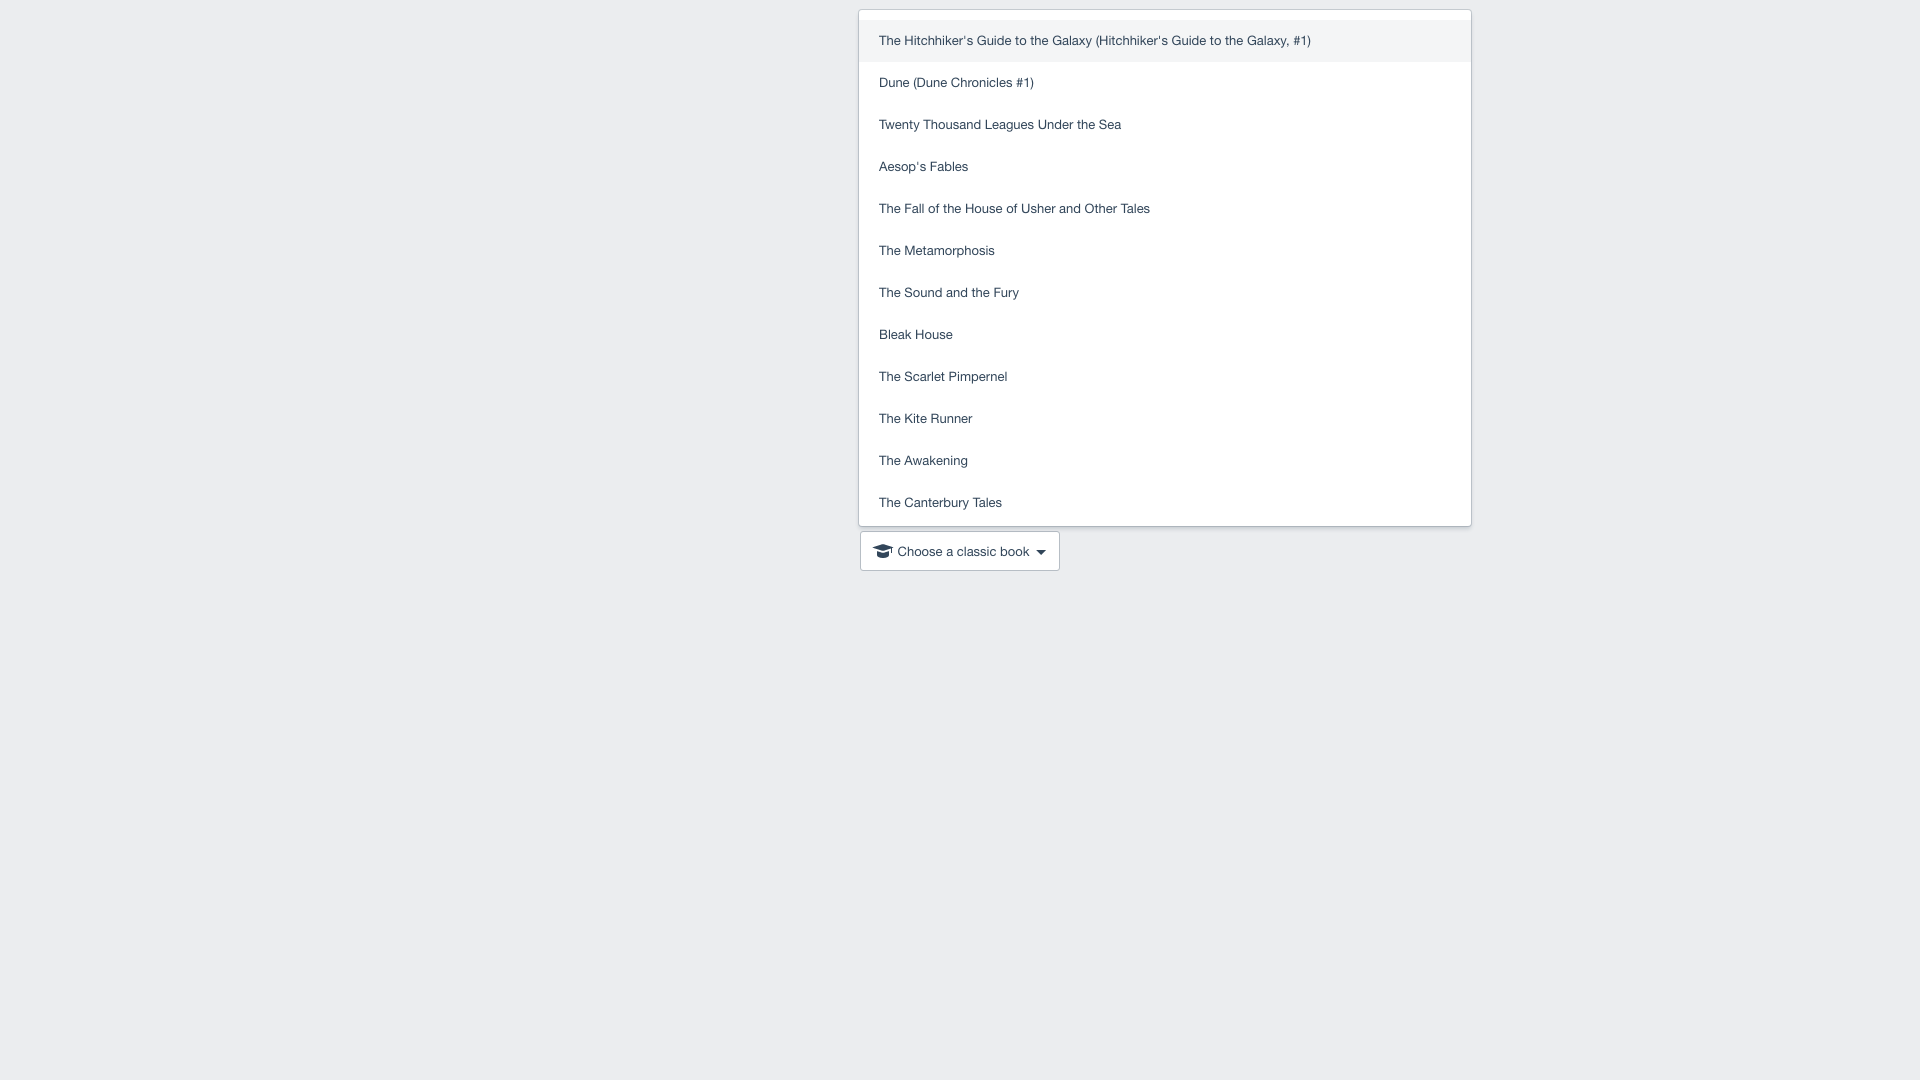 The Hitchhiker's Guide to the Galaxy (Hitchhiker's Guide to the Galaxy, #1)
Dune (Dune Chronicles #1)
Twenty Thousand Leagues Under the Sea
Aesop's Fables
The Fall of the House of Usher and Other Tales
The Metamorphosis
The Sound and the Fury
Bleak House
The Scarlet Pimpernel
The Kite Runner
The Awakening
The Canterbury Tales
Choose a classic book